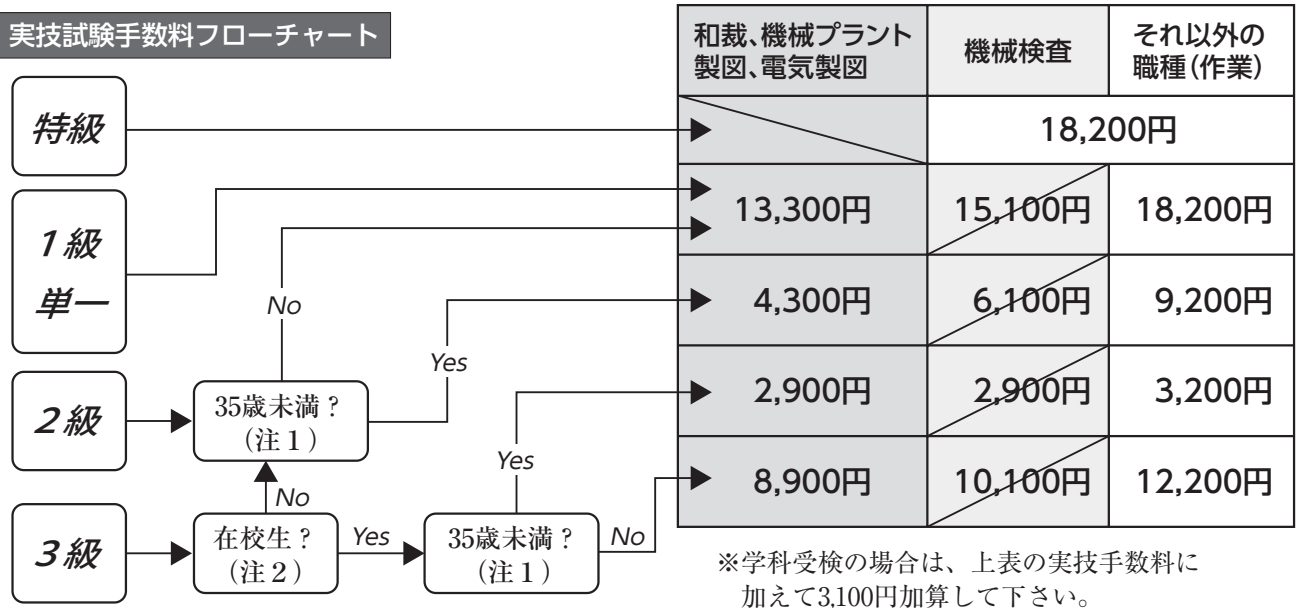 実技試験手数料フローチャート
和裁、機械プラント
製図、電気製図
機械検査
それ以外の
職種(作業)
特級
18,200円
1級
単一
13,300円
15,100円
18,200円
No
4,300円
6,100円
9,200円
Yes
2級
35歳未満?
(注1)
2,900円
2,900円
3,200円
Yes
No
8,900円
10,100円
12,200円
3級
在校生?
(注2)
Yes
35歳未満?
(注1)
No
※学科受検の場合は、上表の実技手数料に
加えて3,100円加算して下さい。